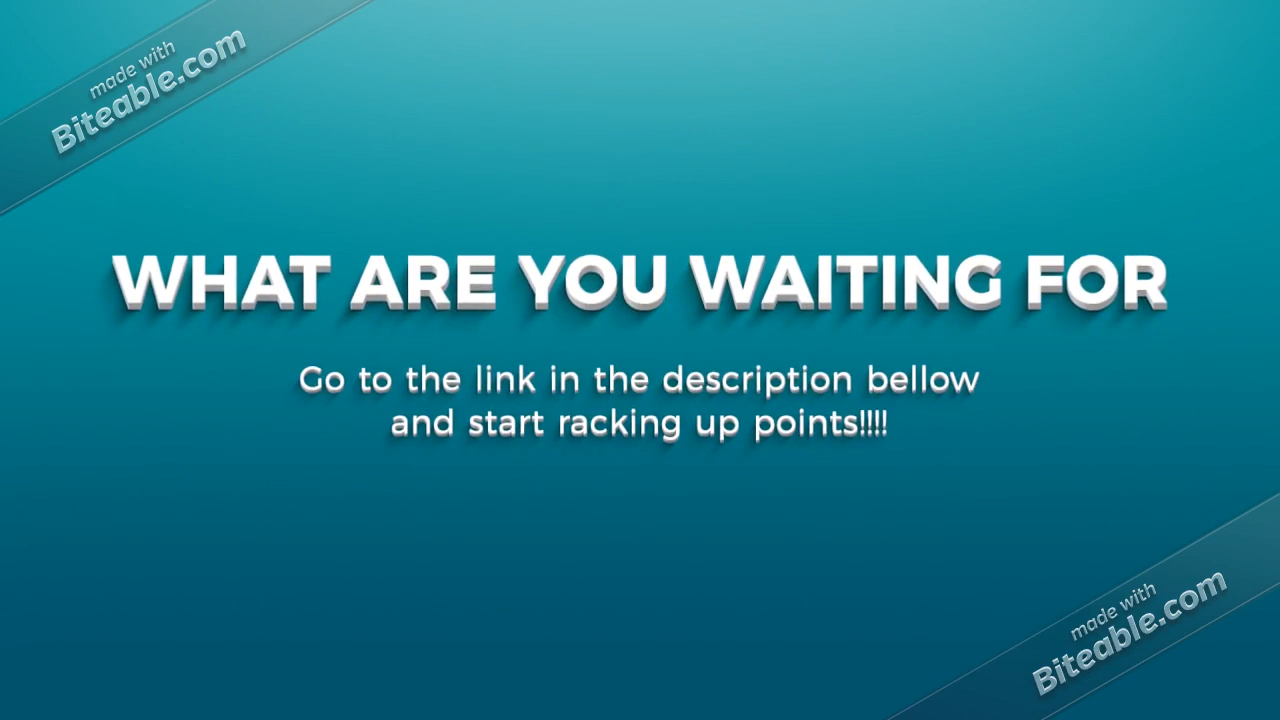 made with
Biteable.com
WHAT ARE YOU WAITING FOR
Go to the link in the description bellow
and start racking up points!!!!
made with
Biteable.com